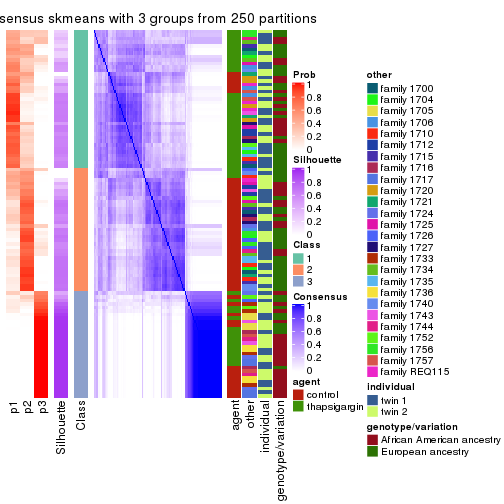 sensus skmeans with 3 groups from 250 partitions
p1
p2
p3
Silhouette
Class
agent
other
individual
genotype/variation
Prob
1
0.8
0.6
0.4
0.2
0
Silhouette
1
0.8
0.6
0.4
0.2
0
Class
1
2
3
Consensus
1
0.8
0.6
0.4
0.2
0
agent
control
thapsigargin
other
family 1700
family 1704
family 1705
family 1706
family 1710
family 1712
family 1715
family 1716
family 1717
family 1720
family 1721
family 1724
family 1725
family 1726
family 1727
family 1733
family 1734
family 1735
family 1736
family 1740
family 1743
family 1744
family 1752
family 1756
family 1757
family REQ115
individual
twin 1
twin 2
genotype/variation
African American ancestry
European ancestry